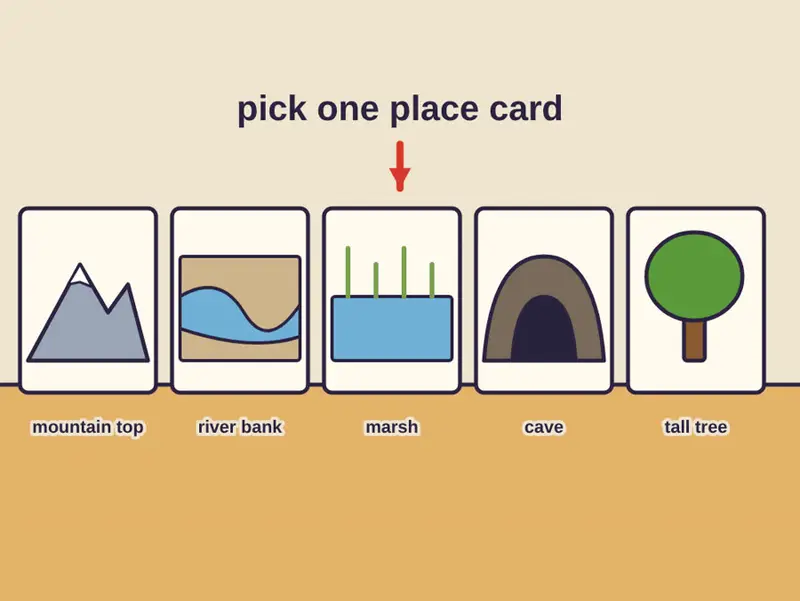 pick one place card
mountain top
river bank
marsh
cave
tall tree